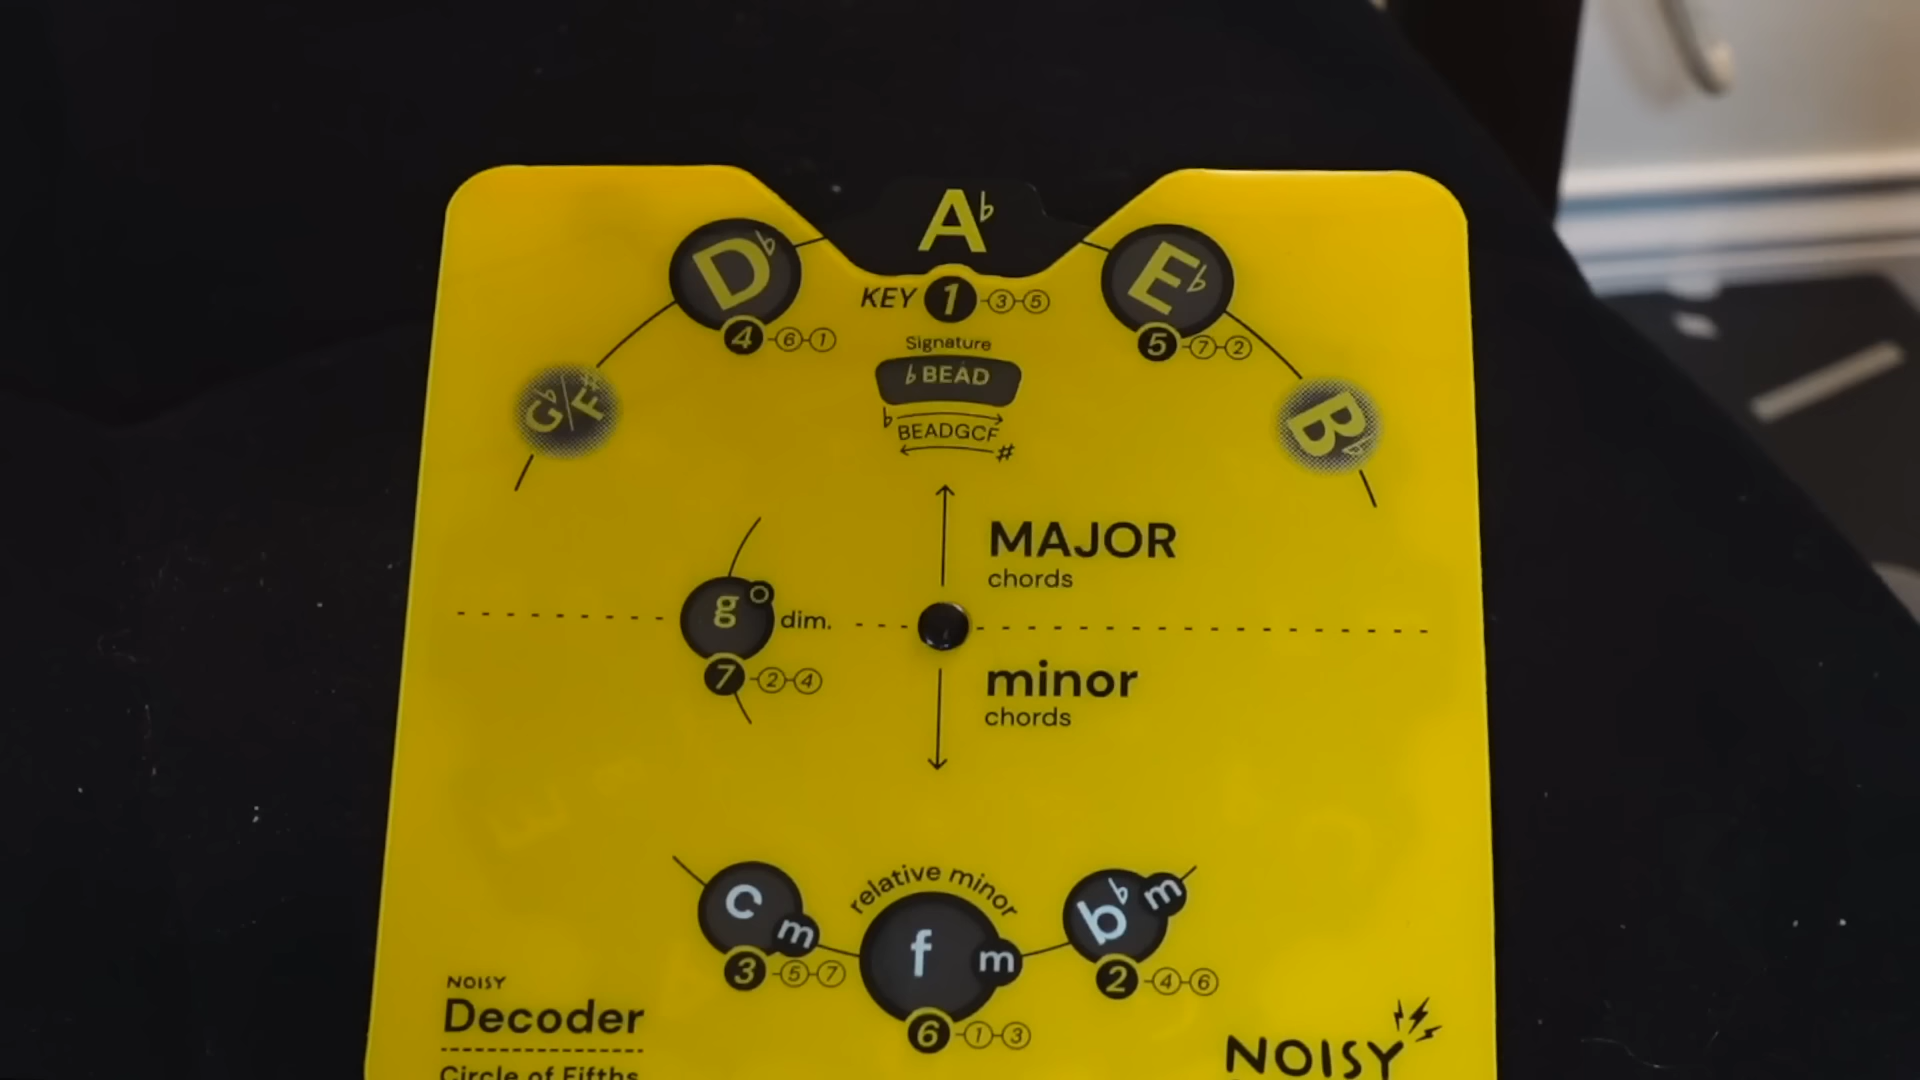 A♭
D♭
E♭
KEY 1-3-5
4-6-1
5-7-2
Signature
♭ BEAD
G♭/F#
B♭
♭ BEADGCF #
MAJOR
chords
g° dim.
7-2-4
minor
chords
relative minor
c m
f m
b♭ m
3-5-7
6-1-3
2-4-6
NOISY
Decoder
Circle of Fifths
NOISY